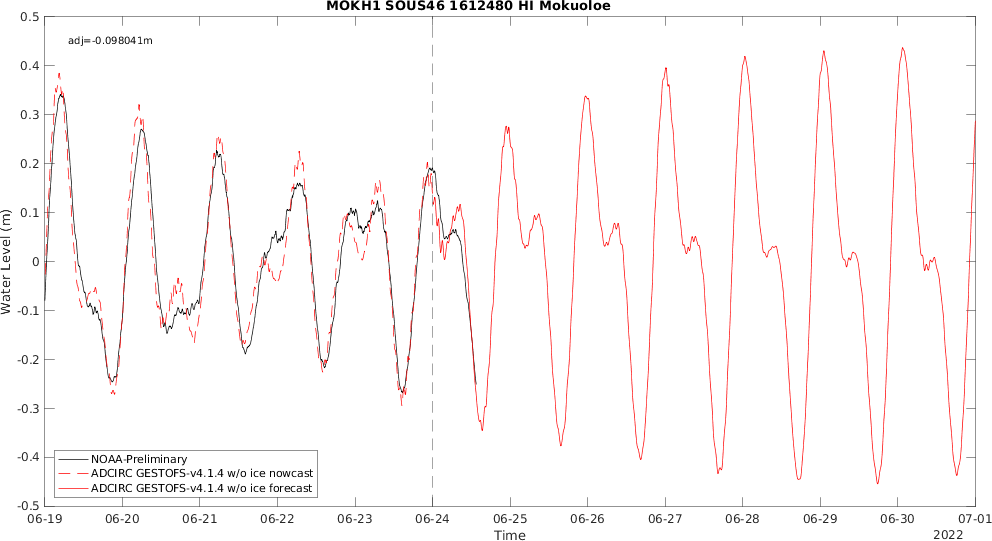 MOKH1 SOUS46 1612480 HI Mokuoloe
adj=-0.098041m
0.5
0.4
0.3
0.2
0.1
0
-0.1
-0.2
-0.3
-0.4
-0.5
Water Level (m)
NOAA-Preliminary
ADCIRC GESTOFS-v4.1.4 w/o ice nowcast
ADCIRC GESTOFS-v4.1.4 w/o ice forecast
06-19 06-20 06-21 06-22 06-23 06-24 06-25 06-26 06-27 06-28 06-29 06-30 07-01
Time
2022